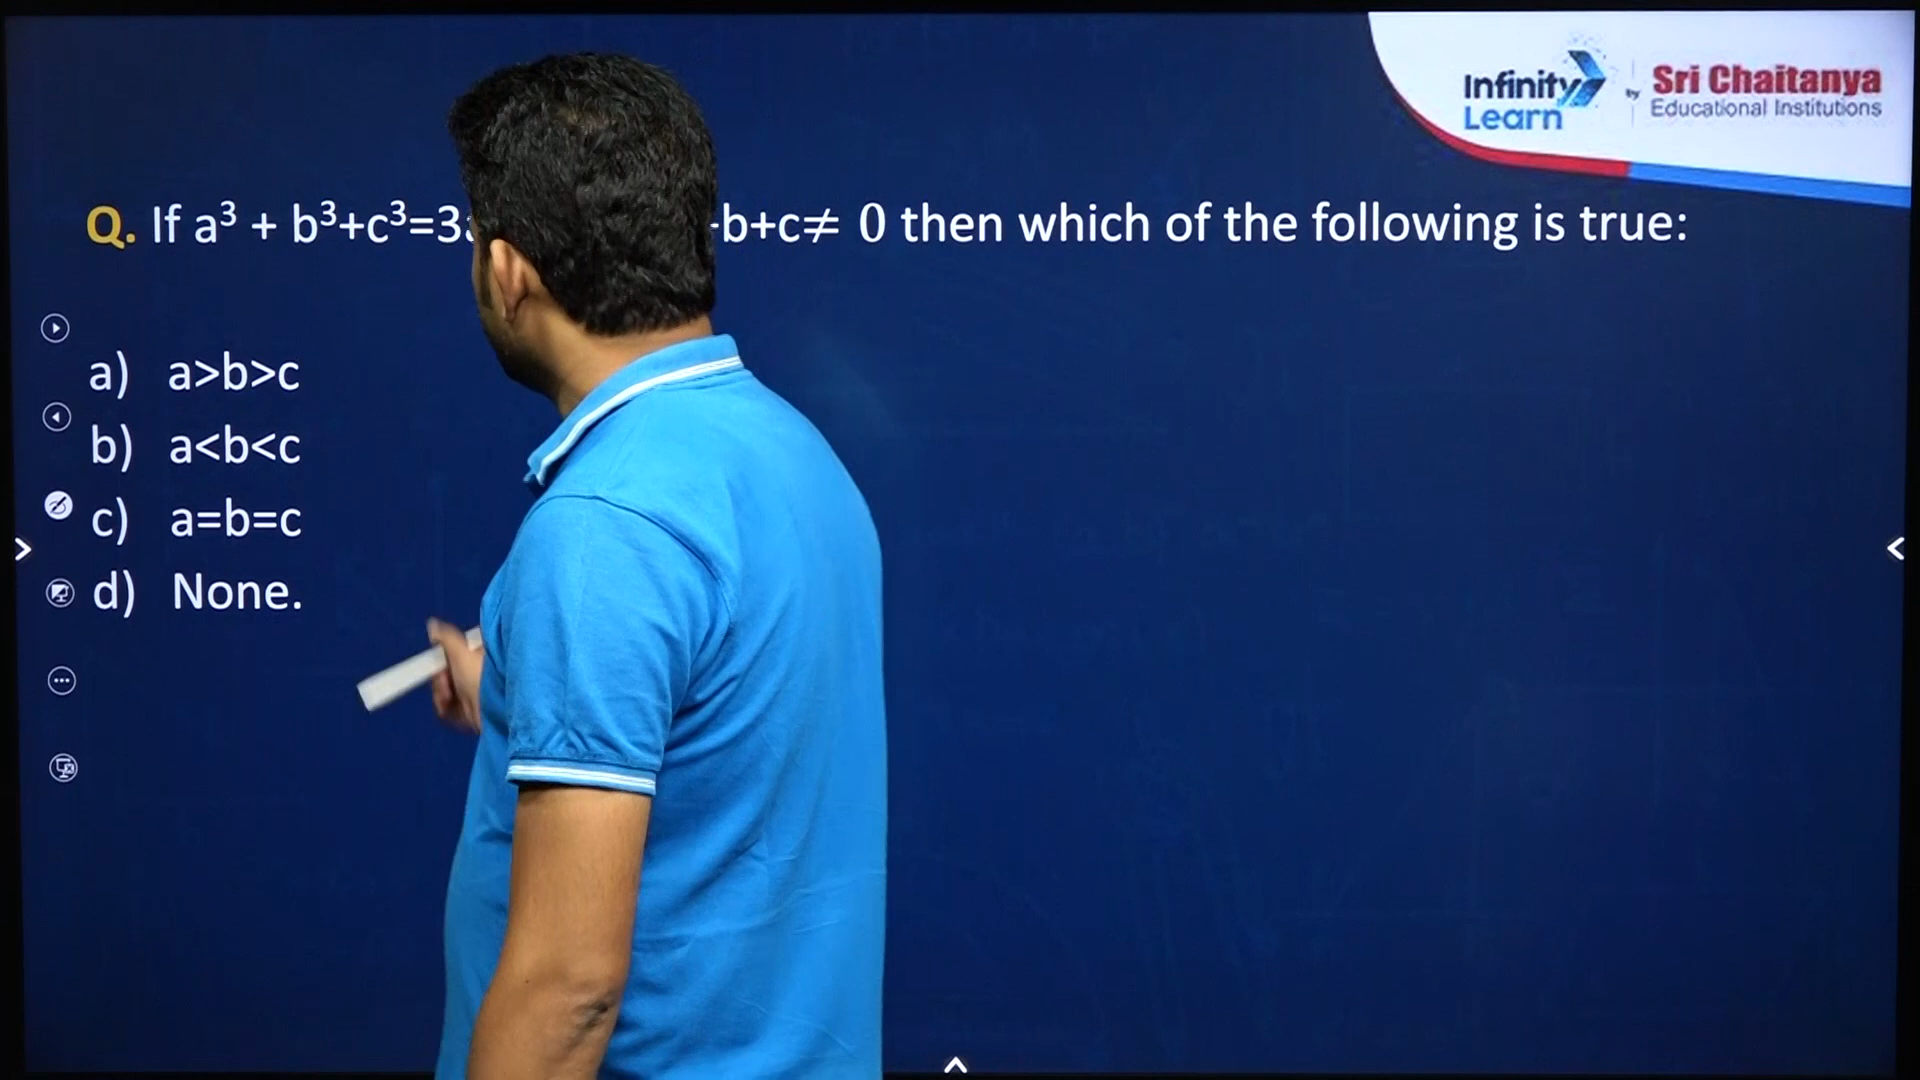 Infinity Learn by Sri Chaitanya Educational Institutions
Q. If a³ + b³+c³=3 b+c≠ 0 then which of the following is true:
a) a>b>c
b) a<b<c
c) a=b=c
d) None.